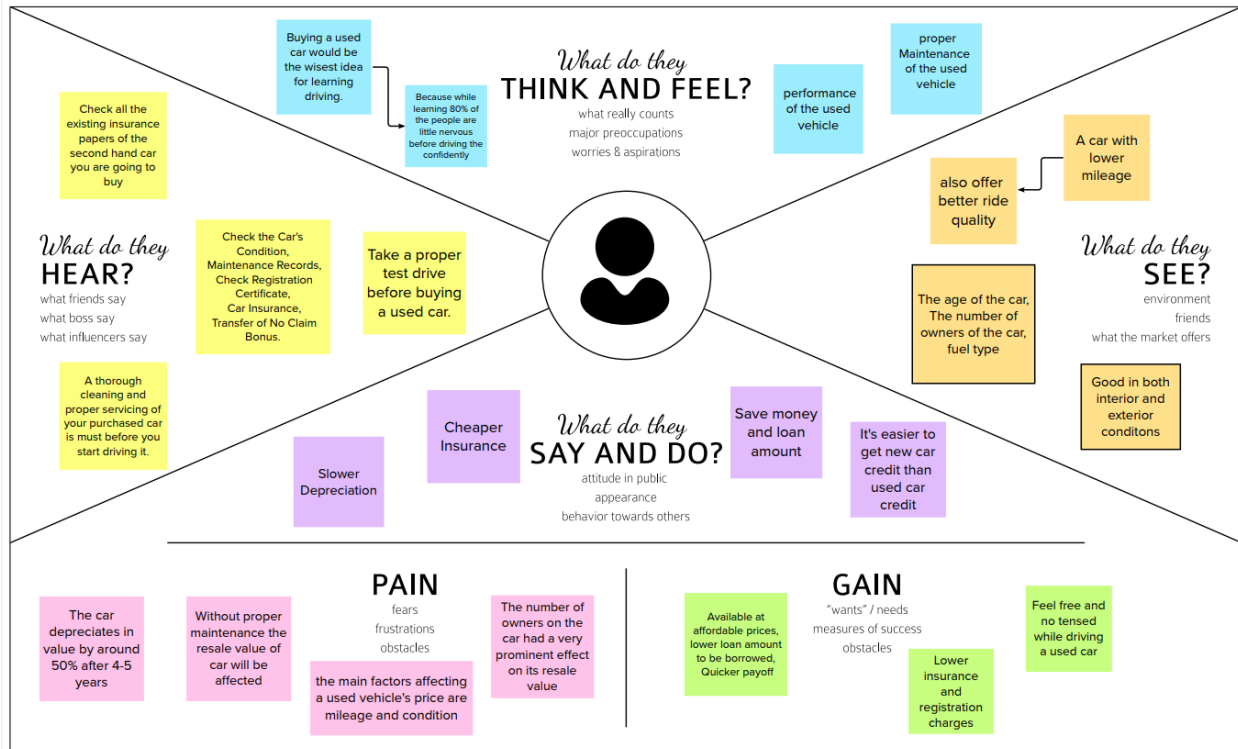 What do they
THINK AND FEEL?
what really counts
major preoccupations
worries & aspirations
Buying a used
car would be
the wisest idea
for learning
driving.
Because while
learning 80% of
the people are
little nervous
before driving the
confidently
performance
of the used
vehicle
proper
Maintenance
of the used
vehicle
What do they
HEAR?
what friends say
what boss say
what influencers say
Check all the
existing insurance
papers of the
second hand car
you are going to
buy
Check the Car's
Condition,
Maintenance Records,
Check Registration
Certificate,
Car Insurance,
Transfer of No Claim
Bonus.
Take a proper
test drive
before buying
a used car.
A thorough
cleaning and
proper servicing of
your purchased car
is must before you
start driving it.
What do they
SEE?
environment
friends
what the market offers
A car with
lower
mileage
also offer
better ride
quality
The age of the car,
The number of
owners of the car,
fuel type
Good in both
interior and
exterior
conditons
What do they
SAY AND DO?
attitude in public
appearance
behavior towards others
Slower
Depreciation
Cheaper
Insurance
Save money
and loan
amount
It's easier to
get new car
credit than
used car
credit
PAIN
fears
frustrations
obstacles
The car
depreciates in
value by around
50% after 4-5
years
Without proper
maintenance the
resale value of
car will be
affected
the main factors affecting
a used vehicle's price are
mileage and condition
The number of
owners on the
car had a very
prominent effect
on its resale
value
GAIN
"wants" / needs
measures of success
obstacles
Available at
affordable prices,
lower loan amount
to be borrowed,
Quicker payoff
Lower
insurance
and
registration
charges
Feel free and
no tensed
while driving
a used car